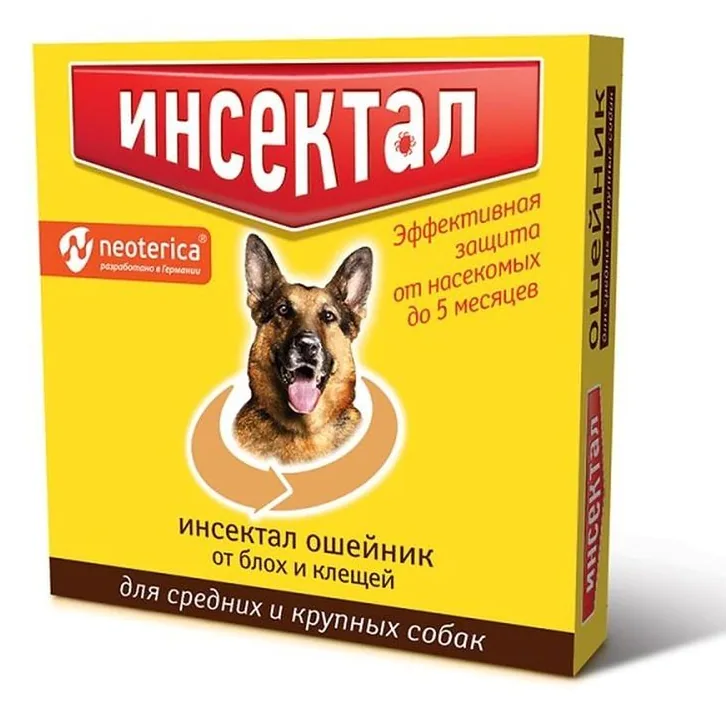 ИНСЕКТАЛ
neoterica®
разработано в Германии
Эффективная
защита
от насекомых
до 5 месяцев
инсектал ошейник
от блох и клещей
для средних и крупных собак
ОШЕЙНИК
для средних и крупных собак
ИНСЕКТАЛ